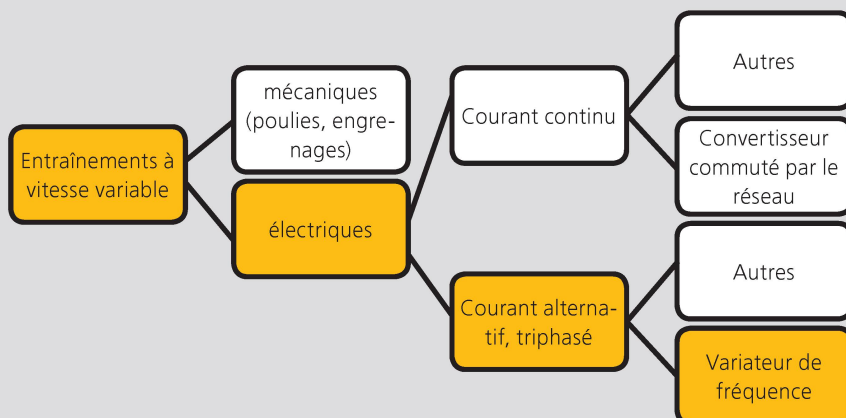 Entraînements à
vitesse variable
mécaniques
(poulies, engre-
nages)
électriques
Courant continu
Courant alterna-
tif, triphasé
Autres
Convertisseur
commuté par le
réseau
Autres
Variateur de
fréquence